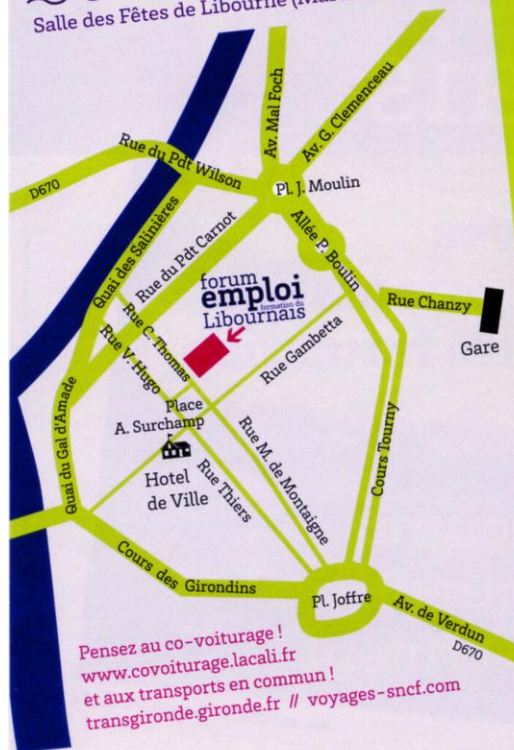 Salle des Fêtes de Libourne
Av. Mal Foch
Av. G. Clemenceau
Rue du Pdt Wilson
D670
Pl. J. Moulin
Quai des Salinières
Rue du Pdt Carnot
Allée P. Boulin
forum
emploi
formation du
Libournais
Rue Chanzy
Gare
Rue C. Thomas
Rue V. Hugo
Rue Gambetta
Place
A. Surchamp
Quai du Gal d'Amade
Hotel
de Ville
Rue Thiers
Rue M. de Montaigne
Cours Tourny
Cours des Girondins
Pl. Joffre
Av. de Verdun
D670
Pensez au co-voiturage !
www.covoiturage.lacali.fr
et aux transports en commun !
transgironde.gironde.fr // voyages-sncf.com